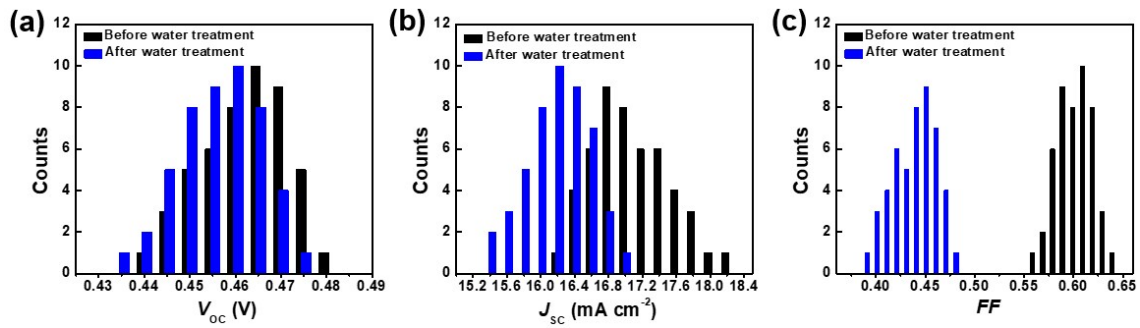 (a)
12
10
8
6
4
2
0
Counts
Before water treatment
After water treatment
0.43 0.44 0.45 0.46 0.47 0.48 0.49
Voc (V)
(b)
12
10
8
6
4
2
0
Counts
Before water treatment
After water treatment
15.2 15.6 16.0 16.4 16.8 17.2 17.6 18.0 18.4
Jsc (mA cm-2)
(c)
12
10
8
6
4
2
0
Counts
Before water treatment
After water treatment
0.40 0.45 0.50 0.55 0.60 0.65
FF